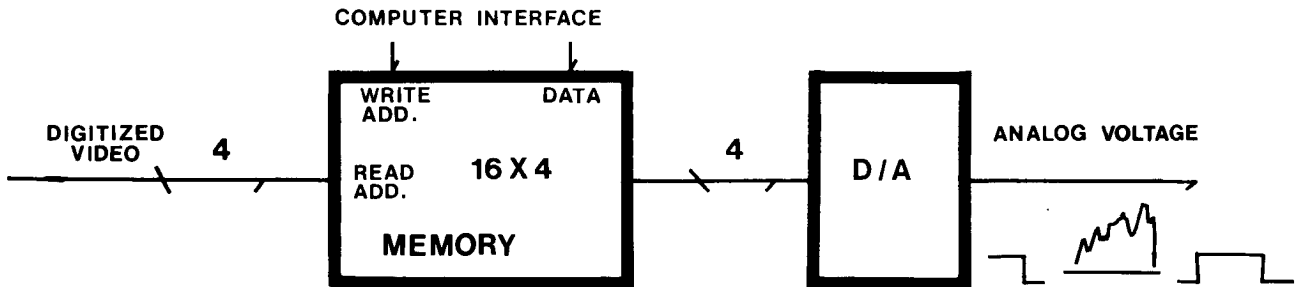 COMPUTER INTERFACE
WRITE
ADD.
DATA
DIGITIZED
VIDEO
4
READ
ADD.
16 X 4
MEMORY
4
D/A
ANALOG VOLTAGE